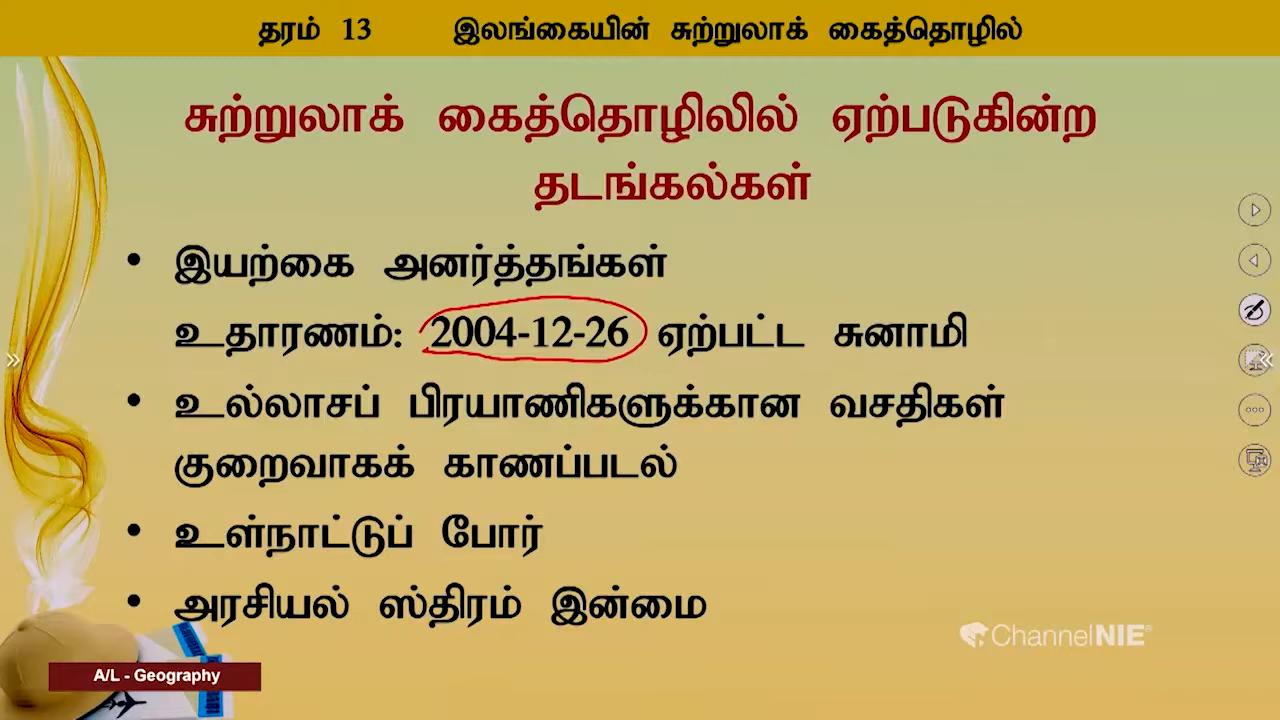 தரம் 13 இலங்கையின் சுற்றுலாக் கைத்தொழில்
சுற்றுலாக் கைத்தொழிலில் ஏற்படுகின்ற
தடங்கல்கள்
• இயற்கை அனர்த்தங்கள்
உதாரணம்: 2004-12-26 ஏற்பட்ட சுனாமி
• உல்லாசப் பிரயாணிகளுக்கான வசதிகள்
குறைவாகக் காணப்படல்
• உள்நாட்டுப் போர்
• அரசியல் ஸ்திரம் இன்மை
ChannelNIE
A/L - Geography